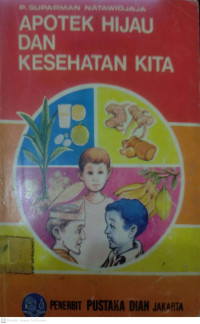 P. SUPARMAN NATAWIDJAJA
APOTEK HIJAU
DAN
KESEHATAN KITA
PENERBIT PUSTAKA DIAN JAKARTA